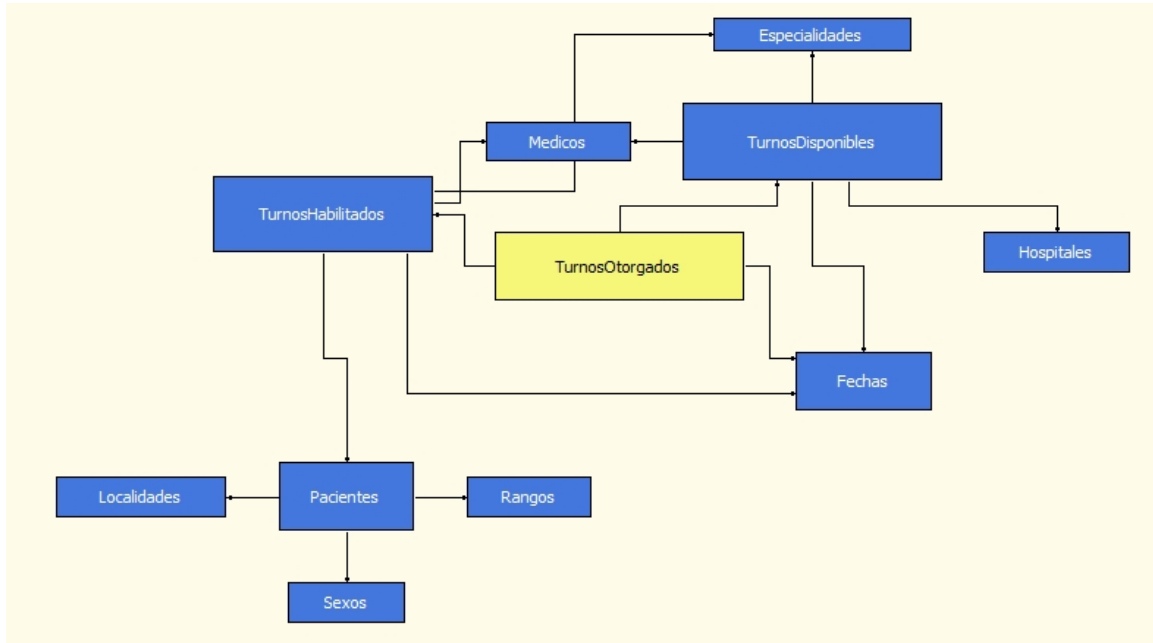 Especialidades
Medicos
TurnosDisponibles
TurnosHabilitados
TurnosOtorgados
Hospitales
Fechas
Localidades
Pacientes
Rangos
Sexos